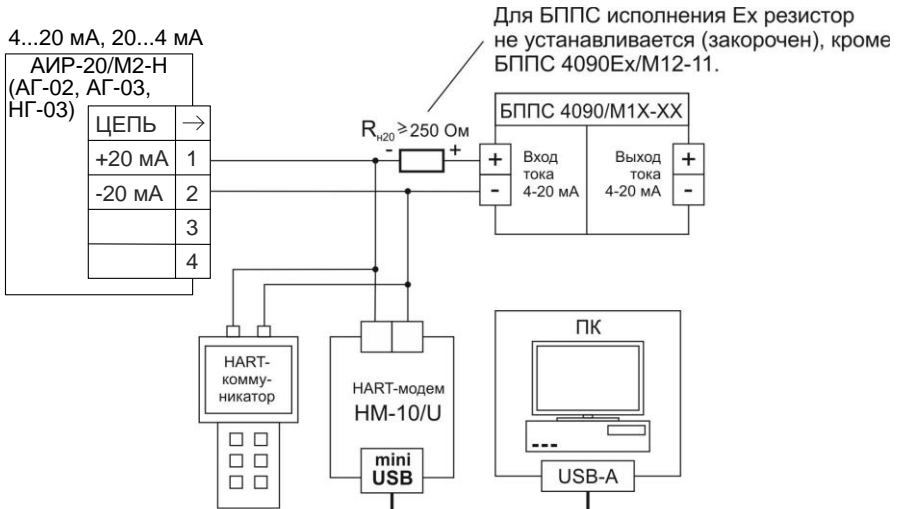 Для БППС исполнения Ex резистор
не устанавливается (закорочен), кроме
БППС 4090Ex/M12-11.
4...20 мА, 20...4 мА
АИР-20/М2-Н
(АГ-02, АГ-03,
НГ-03)
ЦЕПЬ →
+20 мА 1
-20 мА 2
3
4
Rн20 ≥ 250 Ом
- +
БППС 4090/М1Х-ХХ
+ Вход Выход +
тока тока
- 4-20 мА 4-20 мА -
HART-
комму-
никатор
HART-модем
HM-10/U
mini
USB
ПК
USB-A